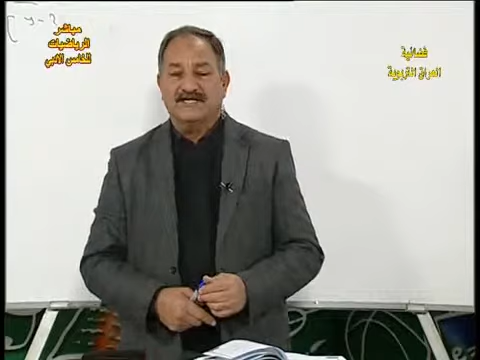 مباشر
الرياضيات
للخامس الادبي
فضائية
العراق التربوية